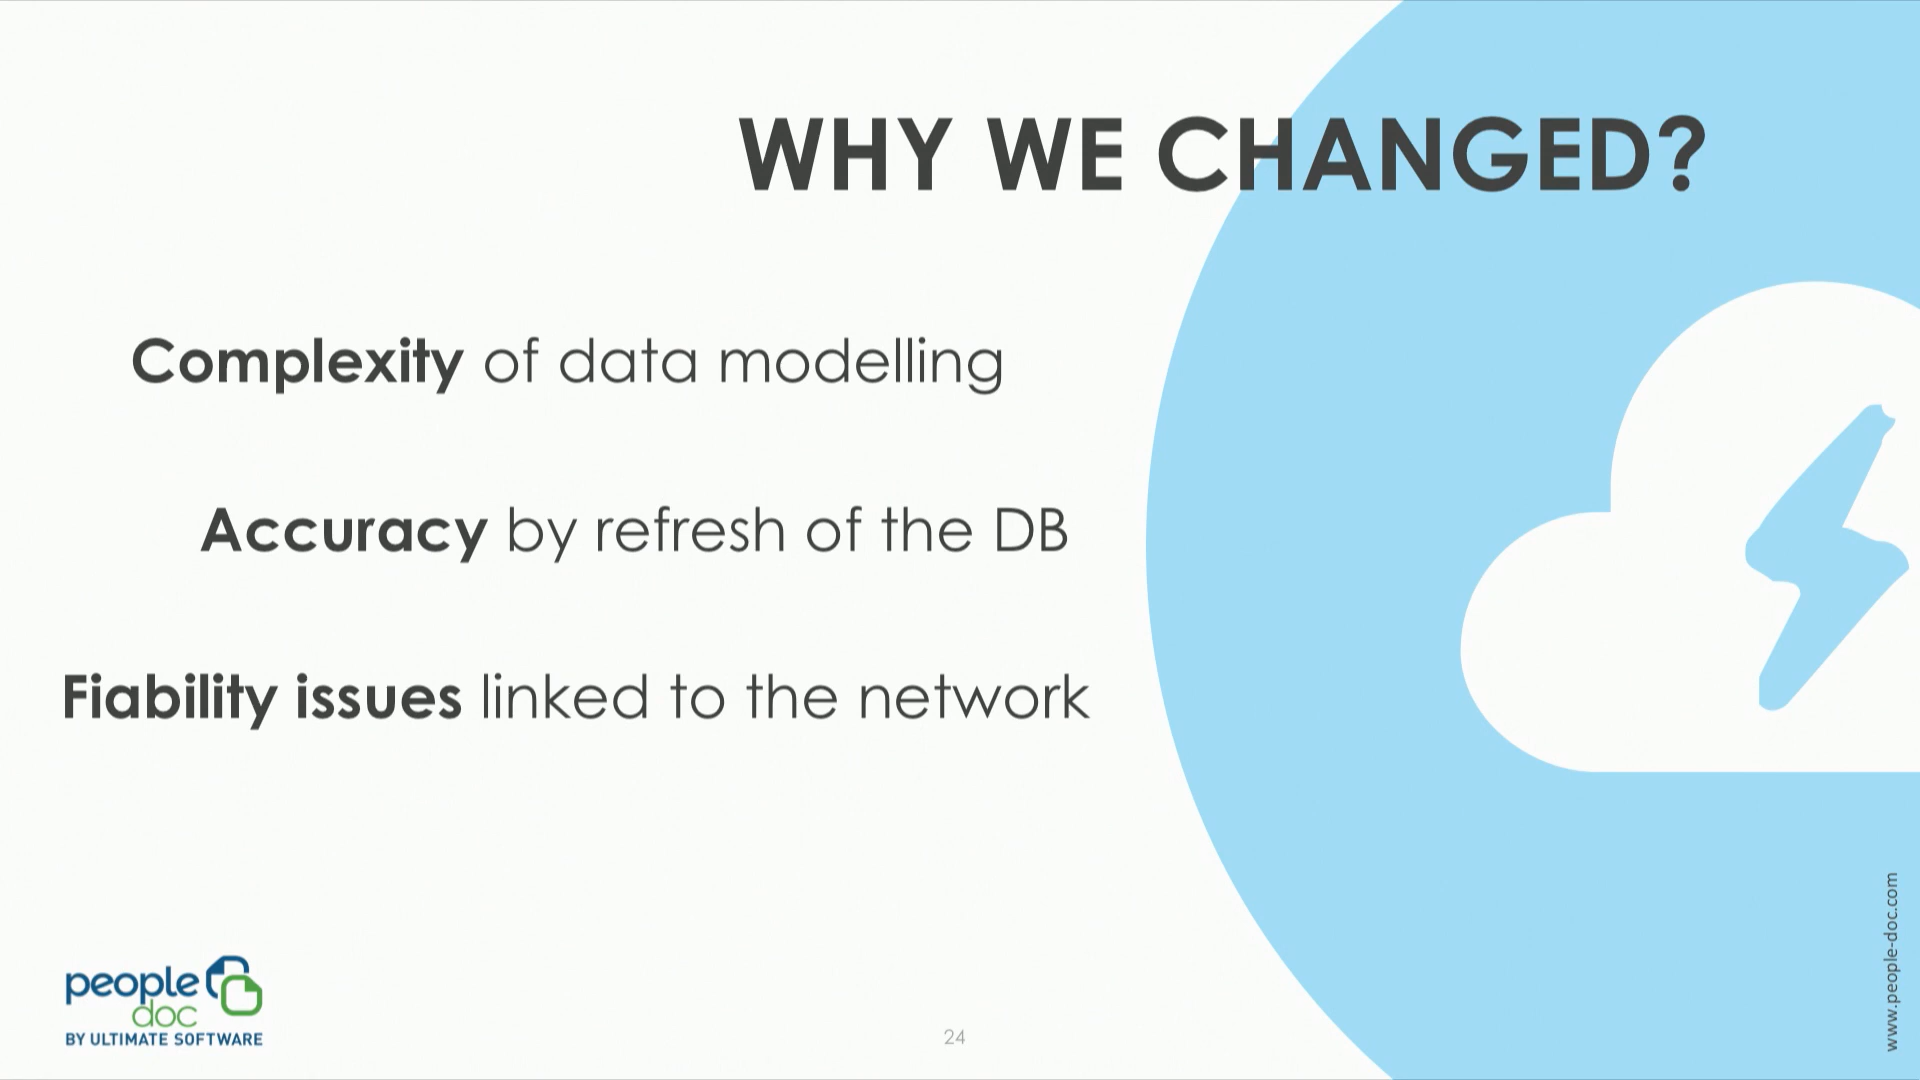 WHY WE CHANGED?
Complexity of data modelling
Accuracy by refresh of the DB
Fiability issues linked to the network
people
doc
BY ULTIMATE SOFTWARE
24
www.people-doc.com